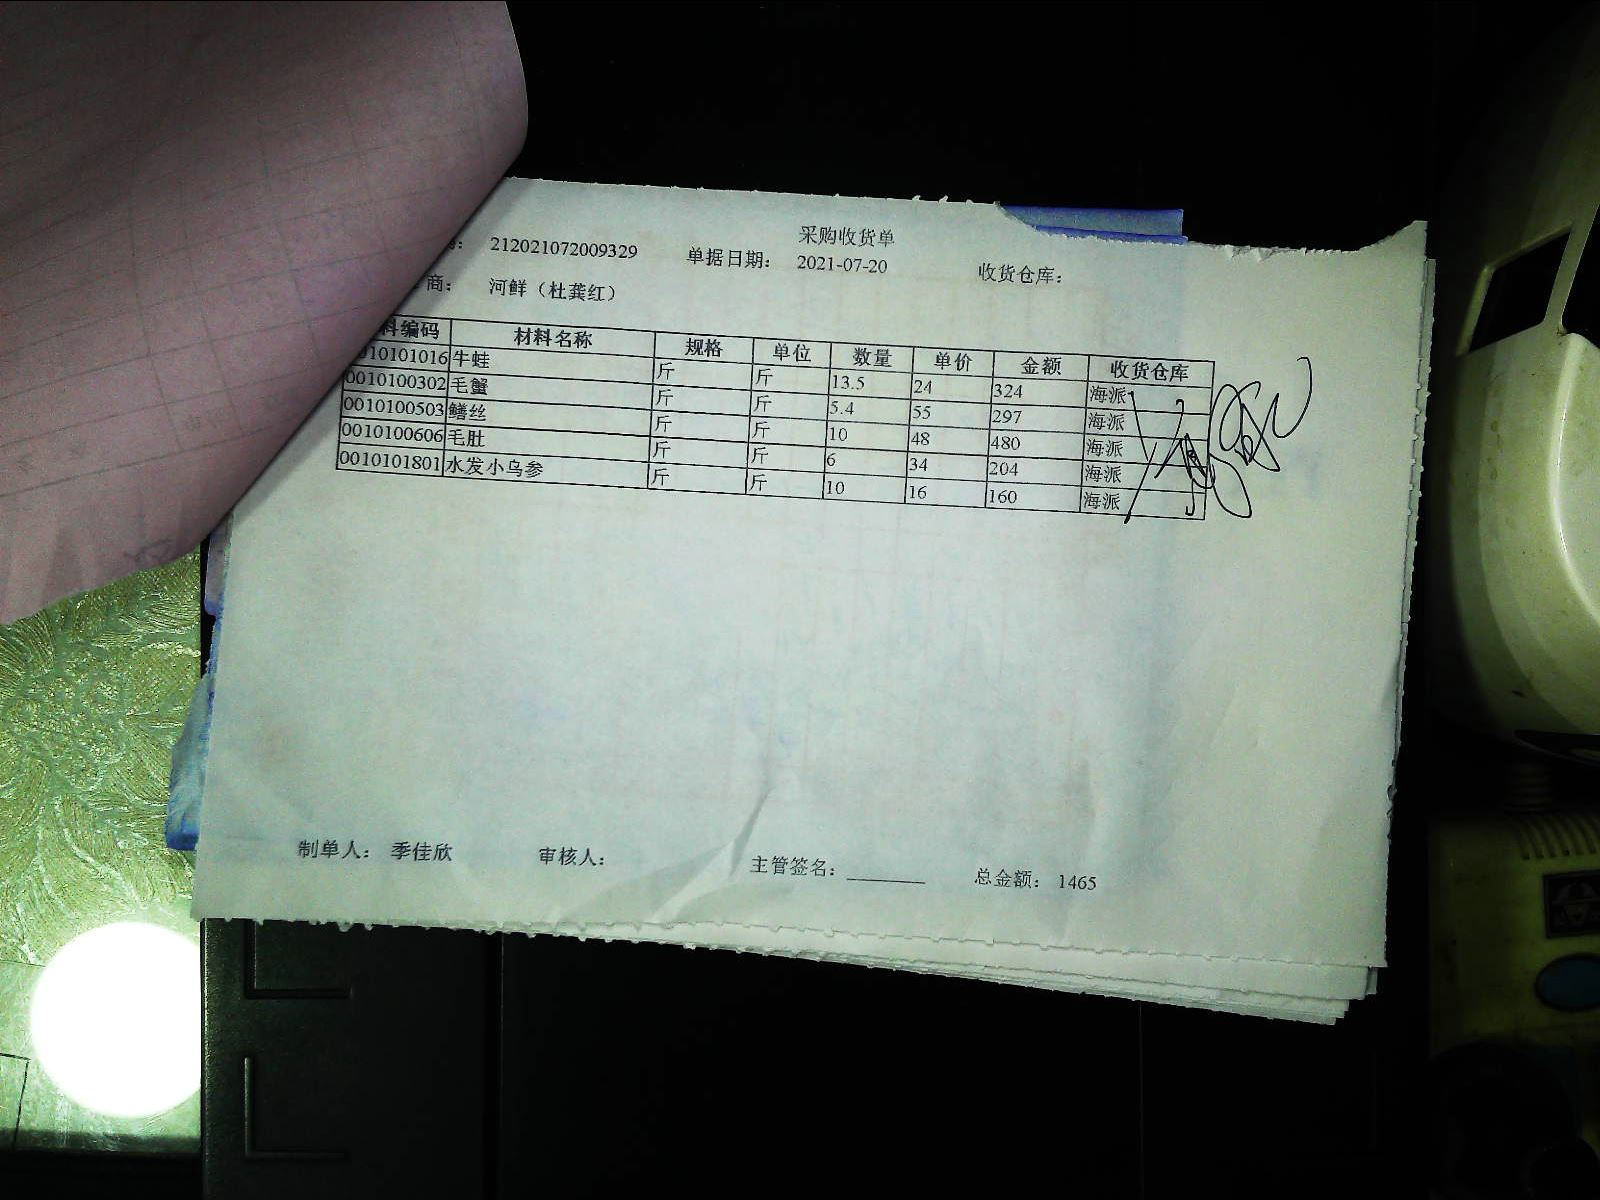 采购收货单
212021072009329 单据日期： 2021-07-20 收货仓库：
商： 河鲜（杜龚红）
料编码 材料名称 规格 单位 数量 单价 金额 收货仓库
010101016 牛蛙 斤 斤 13.5 24 324 海派
0010100302 毛蟹 斤 斤 5.4 55 297 海派
0010100503 鳝丝 斤 斤 10 48 480 海派
0010100606 毛肚 斤 斤 6 34 204 海派
0010101801 水发小乌参 斤 斤 10 16 160 海派
制单人： 季佳欣 审核人： 主管签名：________ 总金额： 1465